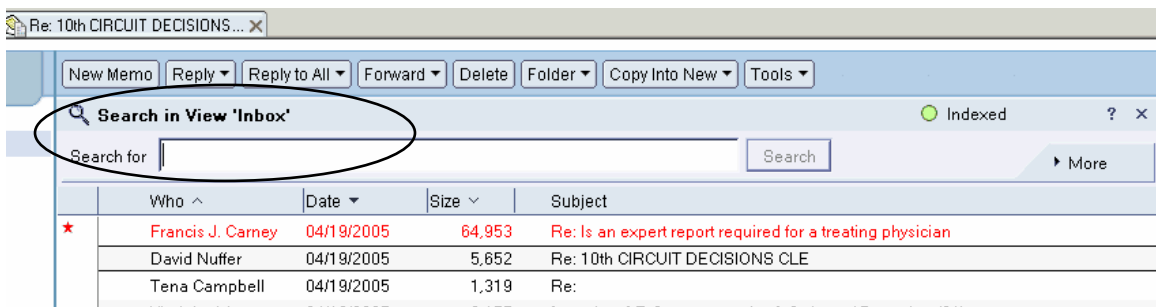 Re: 10th CIRCUIT DECISIONS...
New Memo Reply Reply to All Forward Delete Folder Copy Into New Tools
Search in View 'Inbox' Indexed ? ×
Search for Search More
Who Date Size Subject
Francis J. Carney 04/19/2005 64,953 Re: Is an expert report required for a treating physician
David Nuffer 04/19/2005 5,652 Re: 10th CIRCUIT DECISIONS CLE
Tena Campbell 04/19/2005 1,319 Re: